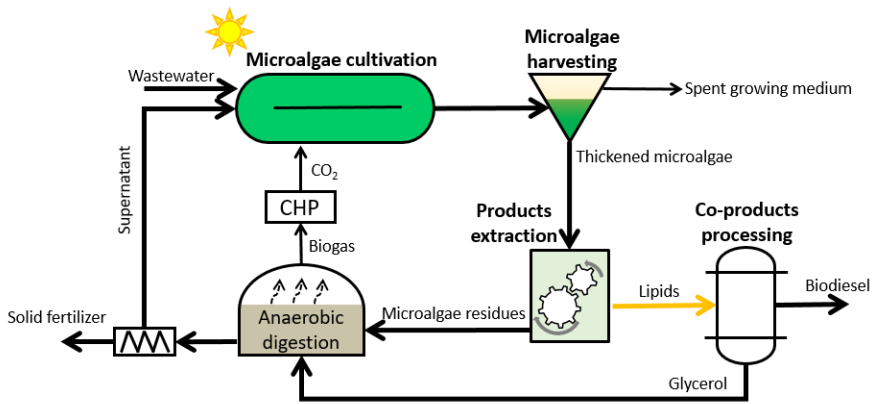 Microalgae cultivation
Microalgae
harvesting
Wastewater
Spent growing medium
Supernatant
CO₂
Thickened microalgae
CHP
Products
extraction
Co-products
processing
Biogas
Lipids
Biodiesel
Solid fertilizer
Anaerobic
digestion
Microalgae residues
Glycerol